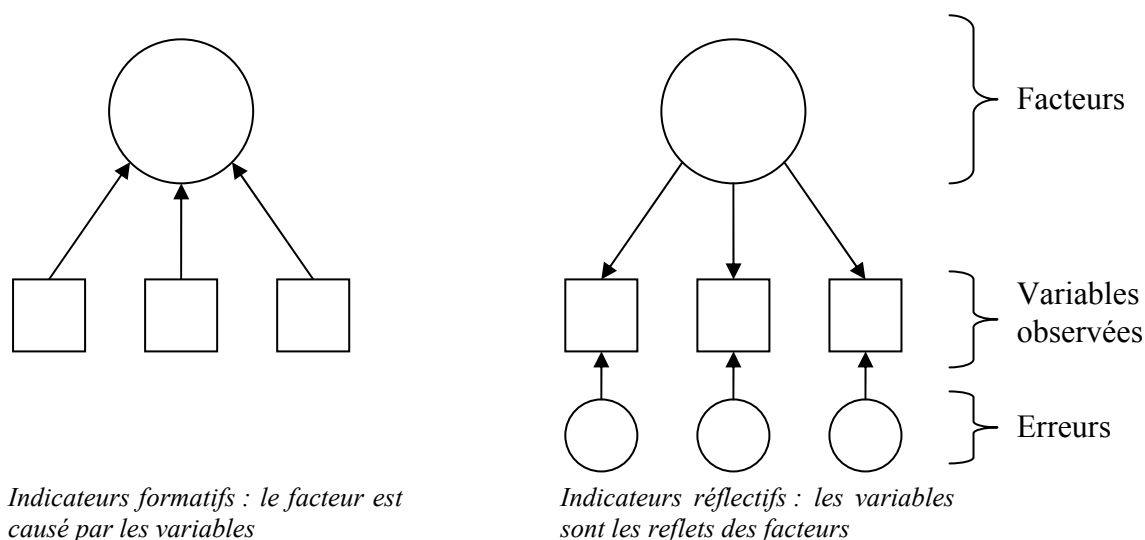 Facteurs
Variables
observées
Erreurs
Indicateurs formatifs : le facteur est
causé par les variables
Indicateurs réflectifs : les variables
sont les reflets des facteurs